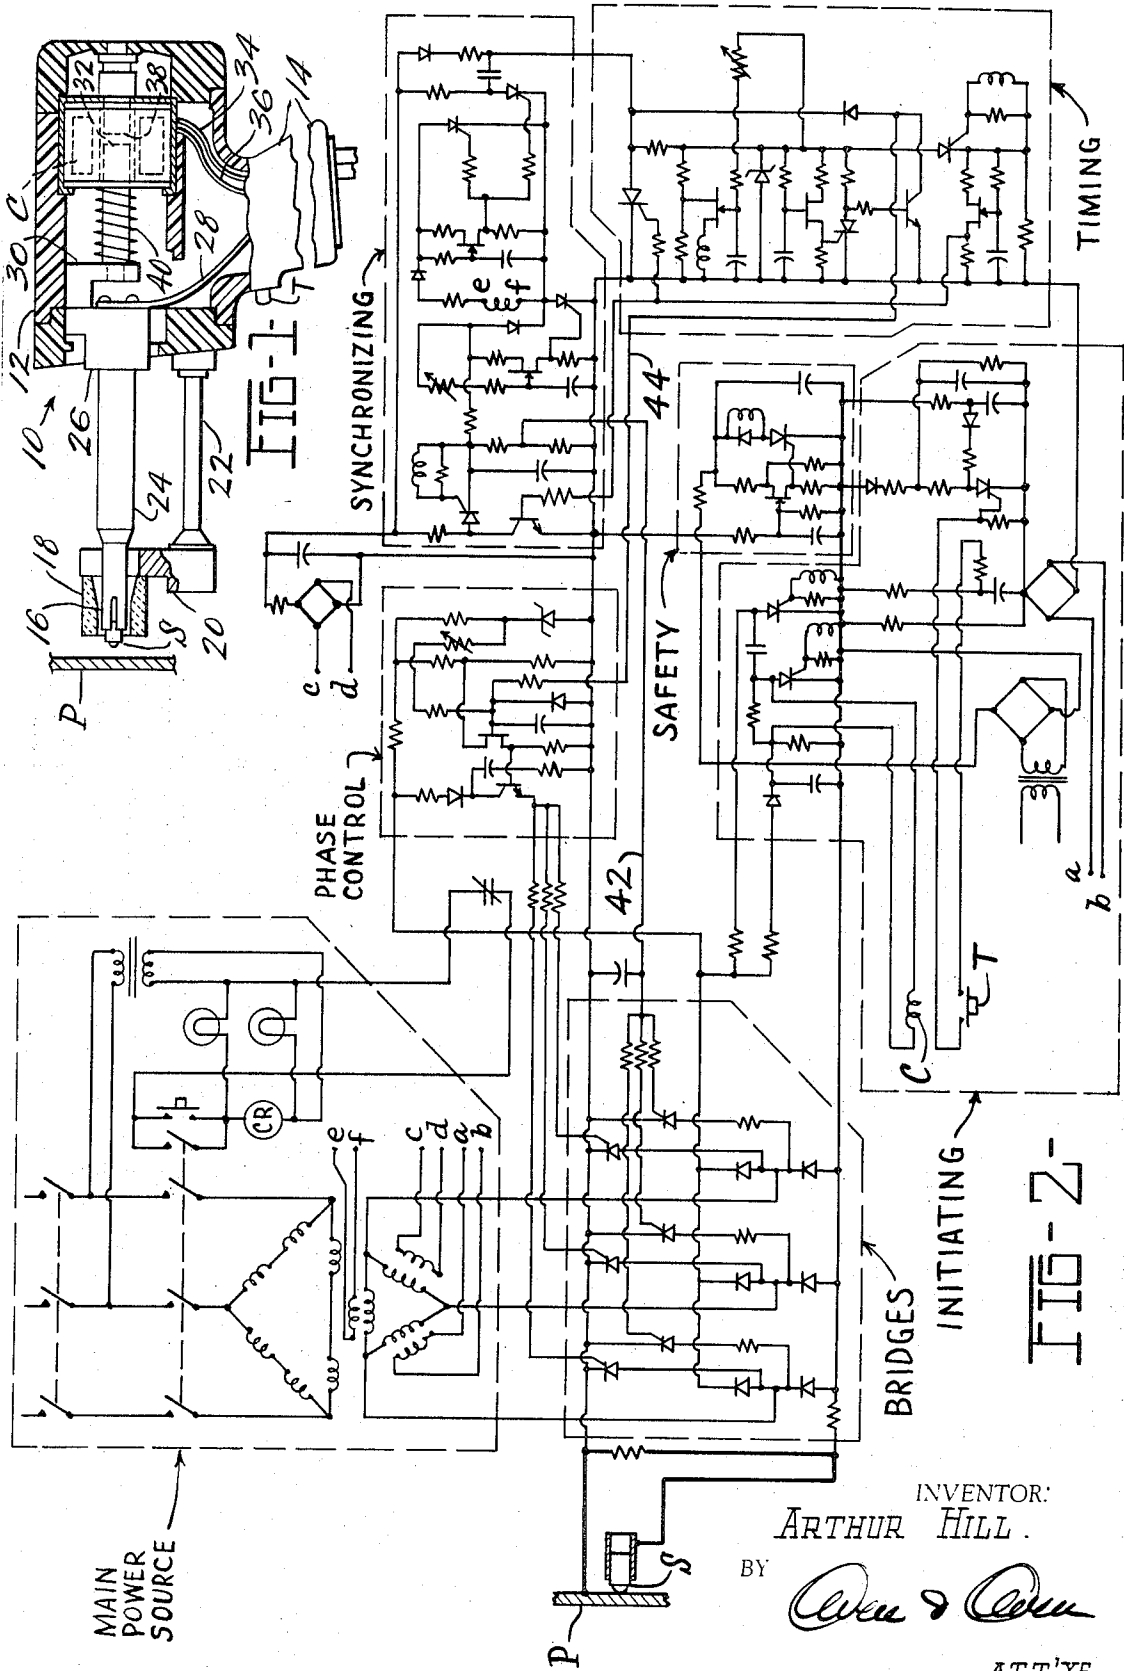 10
12
30
C
32
38
34
36
14
40
28
T
26
24
22
18
16
S
20
P
FIG-1-
SYNCHRONIZING
e
f
TIMING
44
c
d
PHASE
CONTROL
SAFETY
42
MAIN
POWER
SOURCE
CR
e
f
c
d
a
b
BRIDGES
INITIATING
C
T
a
b
P
S
FIG-2-
INVENTOR:
ARTHUR HILL.
BY
Owen & Owen
ATT'YS